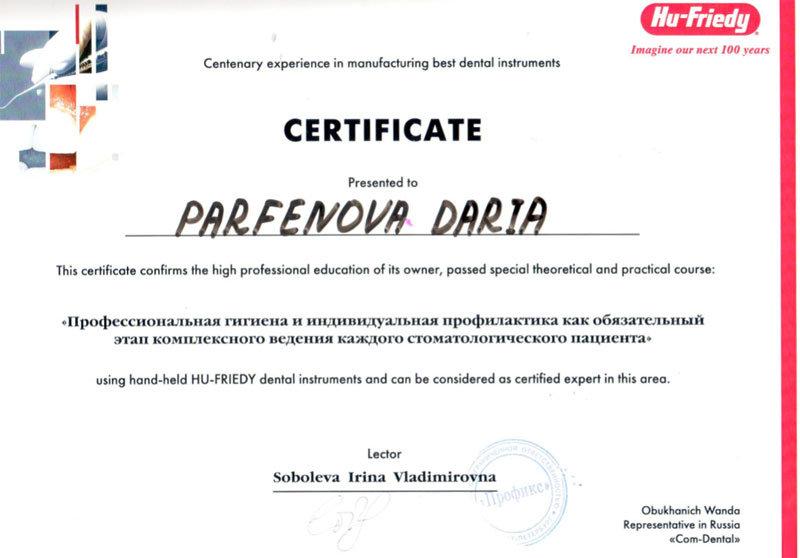 Hu-Friedy
Imagine our next 100 years
Centenary experience in manufacturing best dental instruments
CERTIFICATE
Presented to
PARFENOVA DARIA
This certificate confirms the high professional education of its owner, passed special theoretical and practical course:
«Профессиональная гигиена и индивидуальная профилактика как обязательный
этап комплексного ведения каждого стоматологического пациента»
using hand-held HU-FRIEDY dental instruments and can be considered as certified expert in this area.
Lector
Soboleva Irina Vladimirovna
ОТВЕТСТВЕННОСТЬЮ
«Профикс»
Obukhanich Wanda
Representative in Russia
«Com-Dental»